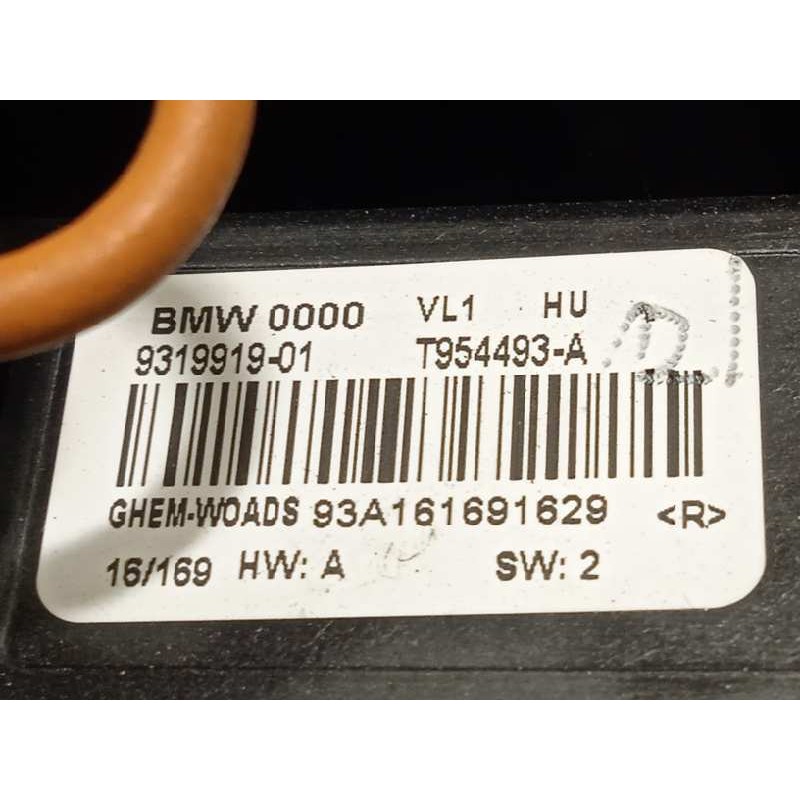 BMW 0000 VL1 HU
9319919-01 T954493-A
GHEM-WOADS 93A161691629 <R>
16/169 HW: A SW: 2